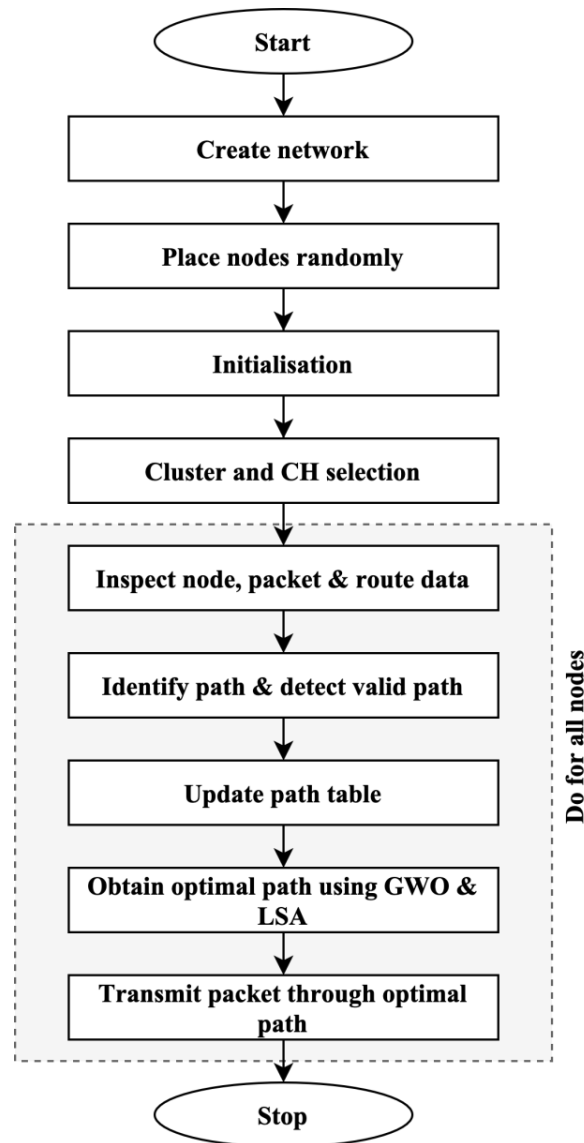 Start
Create network
Place nodes randomly
Initialisation
Cluster and CH selection
Inspect node, packet & route data
Identify path & detect valid path
Update path table
Obtain optimal path using GWO &
LSA
Transmit packet through optimal
path
Do for all nodes
Stop